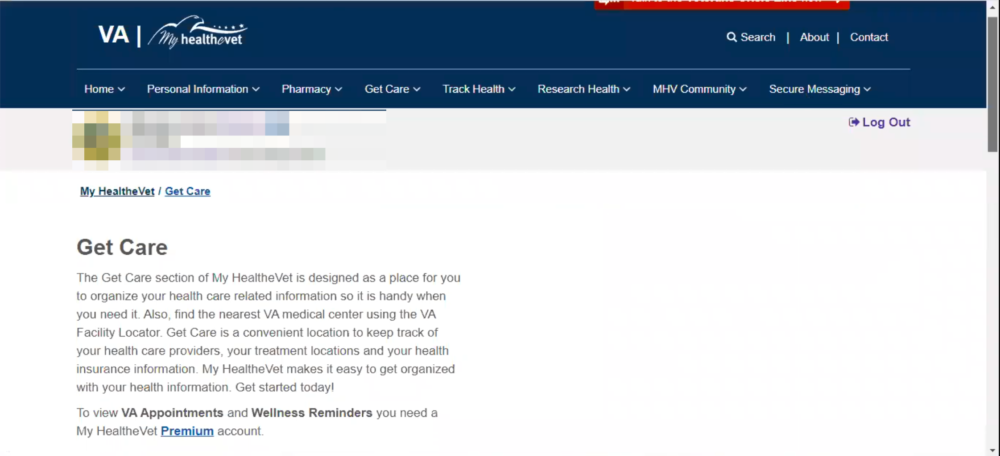 VA | My healthevet
Search | About | Contact
Home Personal Information Pharmacy Get Care Track Health Research Health MHV Community Secure Messaging
Log Out
My HealtheVet / Get Care
Get Care
The Get Care section of My HealtheVet is designed as a place for you
to organize your health care related information so it is handy when
you need it. Also, find the nearest VA medical center using the VA
Facility Locator. Get Care is a convenient location to keep track of
your health care providers, your treatment locations and your health
insurance information. My HealtheVet makes it easy to get organized
with your health information. Get started today!
To view VA Appointments and Wellness Reminders you need a
My HealtheVet Premium account.